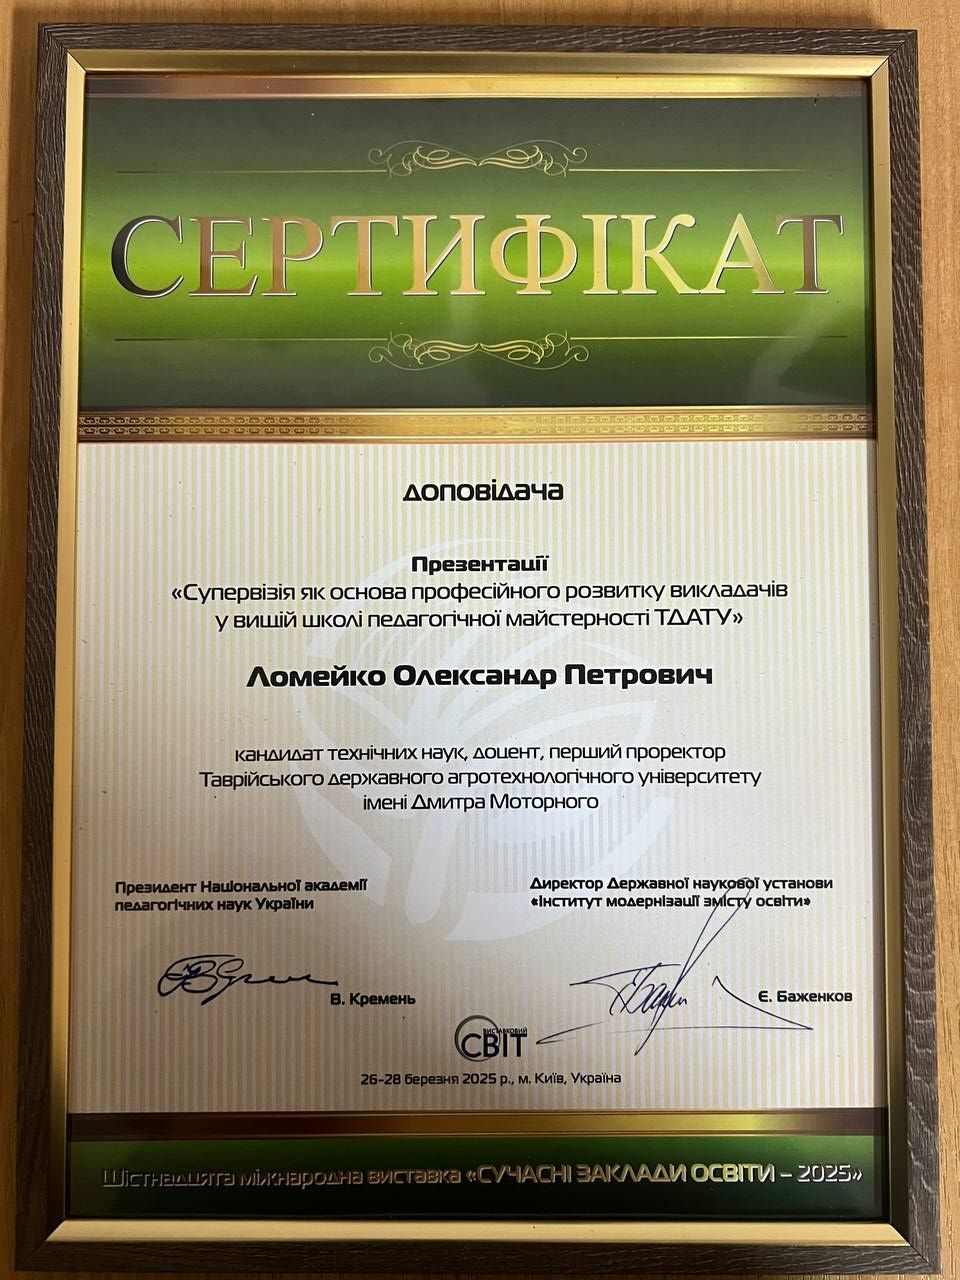 СЕРТИФІКАТ
доповідача
Презентації
«Супервізія як основа професійного розвитку викладачів
у вищій школі педагогічної майстерності ТДАТУ»
Ломейко Олександр Петрович
кандидат технічних наук, доцент, перший проректор
Таврійського державного агротехнологічного університету
імені Дмитра Моторного
Президент Національної академії
педагогічних наук України
В. Кремень
Директор Державної наукової установи
«Інститут модернізації змісту освіти»
Є. Баженков
ВИСТАВКОВИЙ
СВІТ
26-28 березня 2025 р., м. Київ, Україна
Шістнадцята міжнародна виставка «СУЧАСНІ ЗАКЛАДИ ОСВІТИ – 2025»